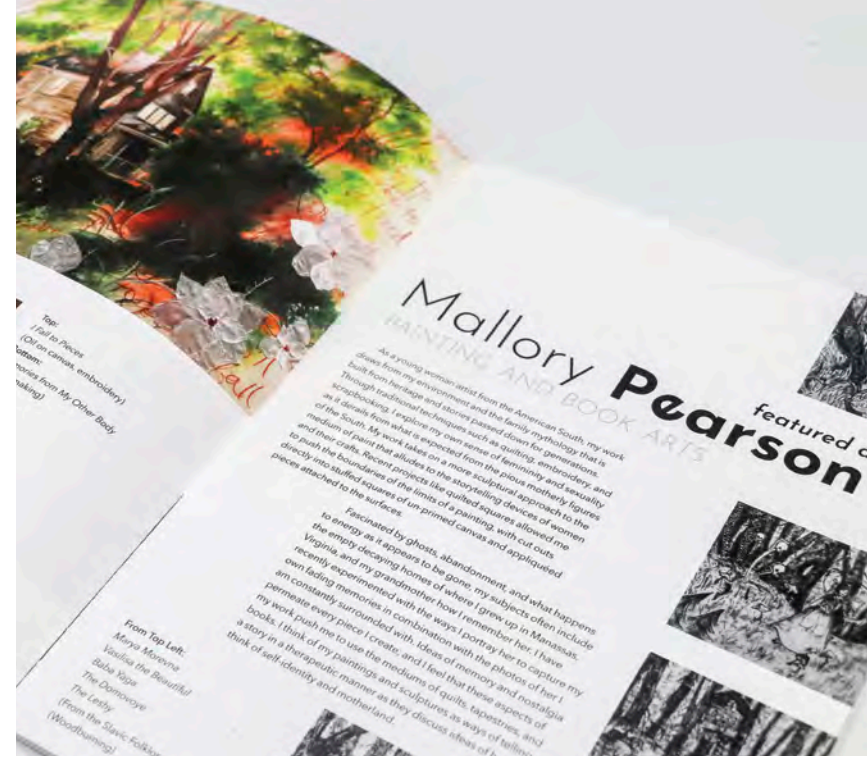 fall
Top:
I Fall to Pieces
(Oil on canvas, embroidery)
Bottom:
from My Other Body
From Top Left:
Marya Morevna
Vasilisa the Beautiful
Baba Yaga
The Domovoye
The Leshy
(From the Slavic
(Woodburning)
Mallory Pearson
PAINTING AND BOOK ARTS
featured
As a young woman artist from the American South, my work
draws from my environment and the family mythology that is
built from heritage and stories passed down for generations.
Through traditional techniques such as quilting, embroidery, and
scrapbooking, I explore my own sense of femininity and sexuality
as it derails from what is expected from the pious motherly figures
of the South. My work takes on a more sculptural approach to the
medium of paint that alludes to the storytelling devices of women
and their crafts. Recent projects like quilted squares allowed me
to push the boundaries of the limits of a painting, with cut outs
directly into stuffed squares of un-primed canvas and appliquéed
pieces attached to the surfaces.
Fascinated by ghosts, abandonment, and what happens
to energy as it appears to be gone, my subjects often include
the empty decaying homes of where I grew up in Manassas,
Virginia, and my grandmother how I remember her. I have
recently experimented with the ways I portray her to capture my
own fading memories in combination with the photos of her I
am constantly surrounded with. Ideas of memory and nostalgia
permeate every piece I create, and I feel that these aspects of
my work push me to use the mediums of quilts, tapestries, and
books. I think of my paintings and sculptures as ways of telling
a story in a therapeutic manner as they discuss ideas of
think of self-identity and motherland.